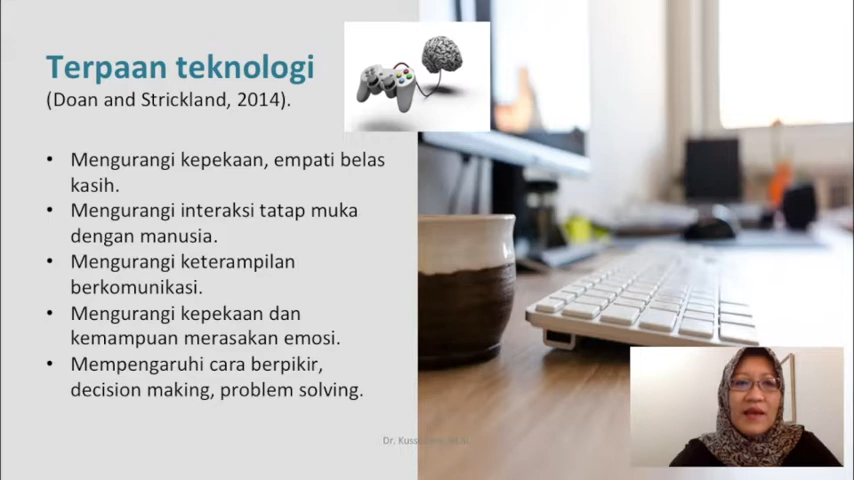 Terpaan teknologi
(Doan and Strickland, 2014).
• Mengurangi kepekaan, empati belas
kasih.
• Mengurangi interaksi tatap muka
dengan manusia.
• Mengurangi keterampilan
berkomunikasi.
• Mengurangi kepekaan dan
kemampuan merasakan emosi.
• Mempengaruhi cara berpikir,
decision making, problem solving.
Dr.